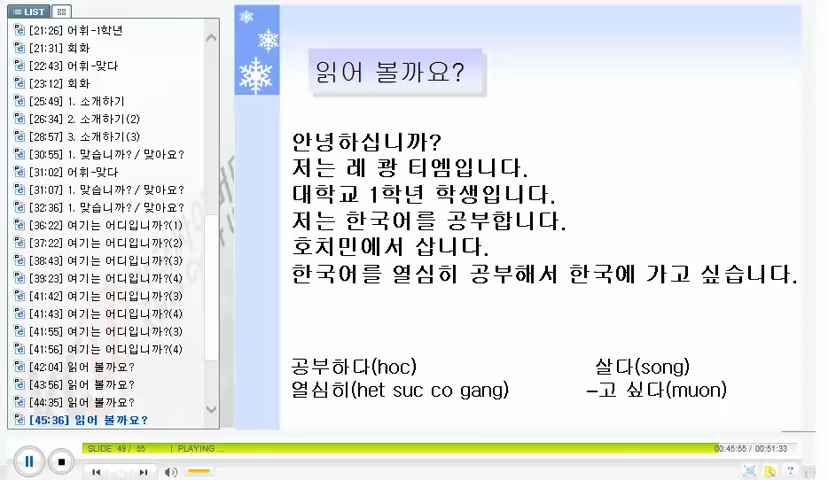 LIST
[21:26] 어휘-1학년
[21:31] 회화
[22:43] 어휘-맞다
[23:12] 회화
[25:49] 1. 소개하기
[26:34] 2. 소개하기(2)
[28:57] 3. 소개하기(3)
[30:55] 1. 맞습니까? / 맞아요?
[31:02] 어휘-맞다
[31:07] 1. 맞습니까? / 맞아요?
[32:36] 1. 맞습니까? / 맞아요?
[36:22] 여기는 어디입니까?(1)
[37:22] 여기는 어디입니까?(2)
[38:43] 여기는 어디입니까?(3)
[39:23] 여기는 어디입니까?(4)
[41:42] 여기는 어디입니까?(3)
[41:43] 여기는 어디입니까?(4)
[41:55] 여기는 어디입니까?(3)
[41:56] 여기는 어디입니까?(4)
[42:04] 읽어 볼까요?
[43:56] 읽어 볼까요?
[44:35] 읽어 볼까요?
[45:36] 읽어 볼까요?
읽어 볼까요?
안녕하십니까?
저는 레 쾅 티엠입니다.
대학교 1학년 학생입니다.
저는 한국어를 공부합니다.
호치민에서 삽니다.
한국어를 열심히 공부해서 한국에 가고 싶습니다.
공부하다(hoc) 살다(song)
열심히(het suc co gang) –고 싶다(muon)
SLIDE 49 / 55 | PLAYING ... 00:45:55 / 00:51:33